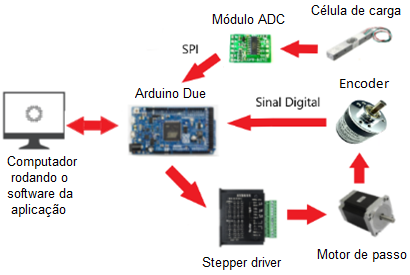 Célula de carga
Módulo ADC
SPI
Arduino Due
Encoder
Sinal Digital
Computador
rodando o
software da
aplicação
Stepper driver
Motor de passo